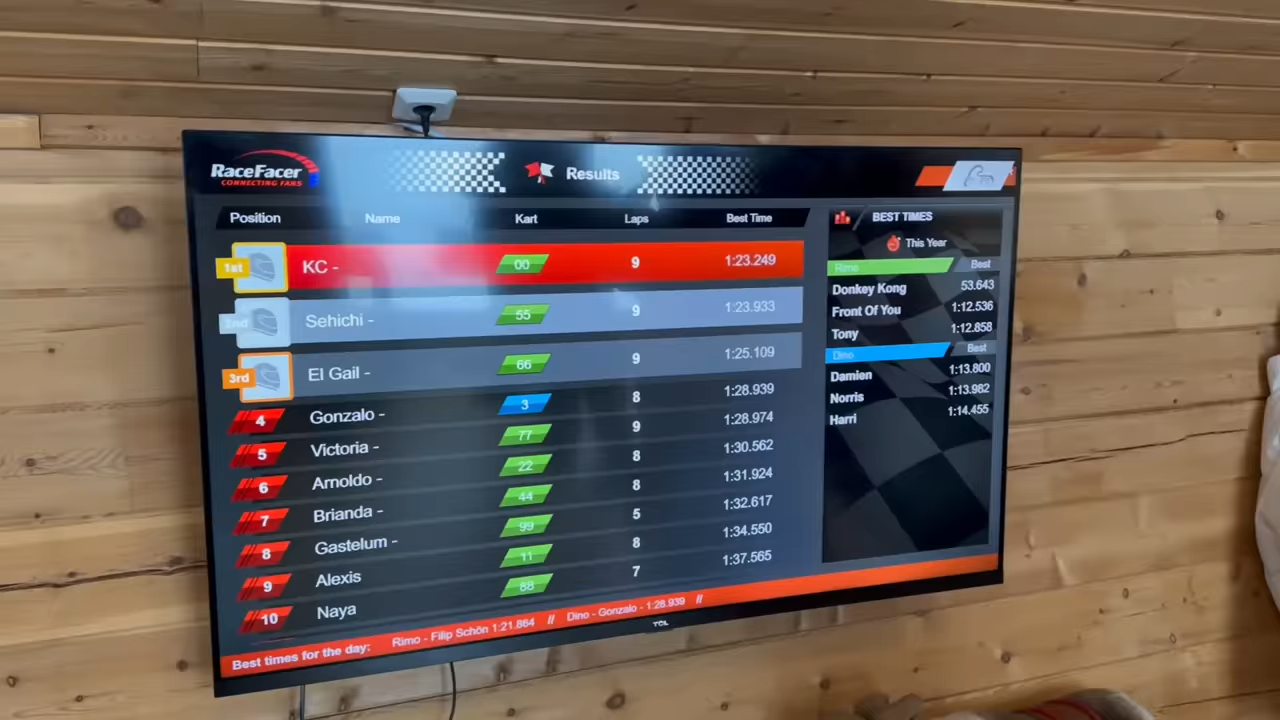 RaceFacer
CONNECTING FANS
Results
Position Name Kart Laps Best Time
1st KC - 00 9 1:23.249
2nd Sehichi - 55 9 1:23.933
3rd El Gail - 66 9 1:25.109
4 Gonzalo - 3 8 1:28.939
5 Victoria - 77 9 1:28.974
6 Arnoldo - 22 8 1:30.562
7 Brianda - 44 8 1:31.924
8 Gastelum - 99 5 1:32.617
9 Alexis 11 8 1:34.550
10 Naya 88 7 1:37.565
BEST TIMES
This Year
Rimo Best
Donkey Kong 53.643
Front Of You 1:12.536
Tony 1:12.858
Dino Best
Damien 1:13.800
Norris 1:13.982
Harri 1:14.455
Best times for the day: Rimo - Filip Schön 1:21.864 // Dino - Gonzalo - 1:28.939 //
TCL